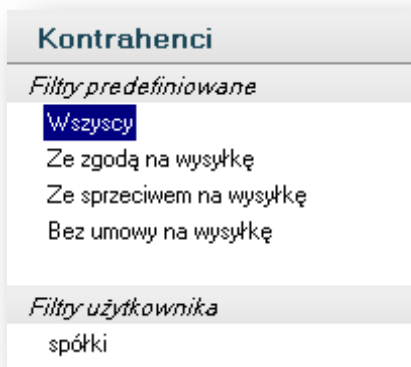 Kontrahenci
Filtry predefiniowane
Wszyscy
Ze zgodą na wysyłkę
Ze sprzeciwem na wysyłkę
Bez umowy na wysyłkę
Filtry użytkownika
spółki